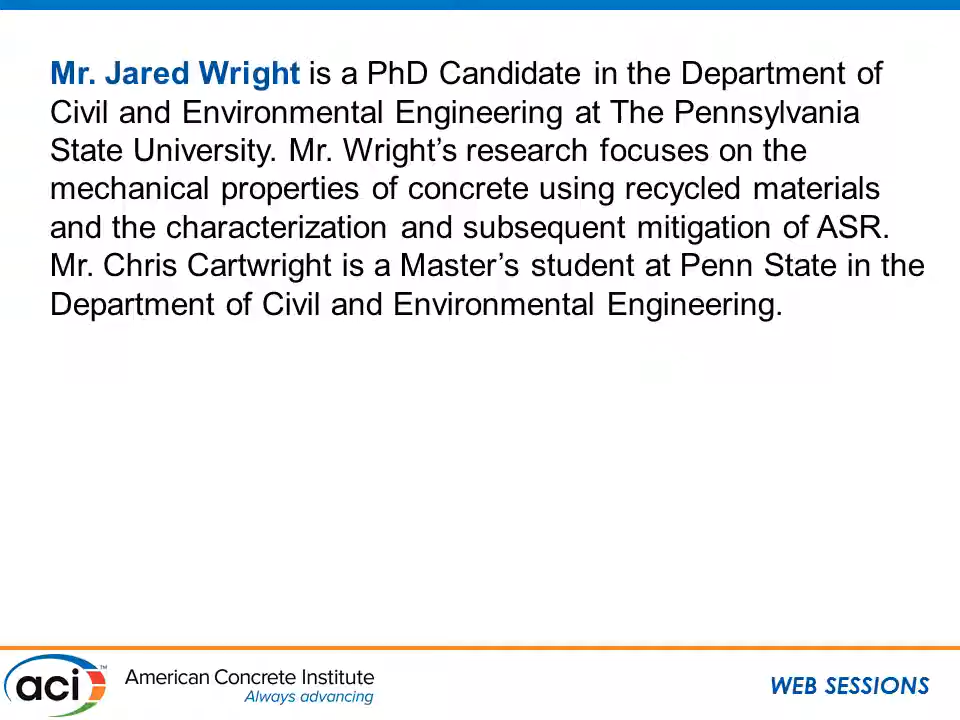 Mr. Jared Wright is a PhD Candidate in the Department of
Civil and Environmental Engineering at The Pennsylvania
State University. Mr. Wright’s research focuses on the
mechanical properties of concrete using recycled materials
and the characterization and subsequent mitigation of ASR.
Mr. Chris Cartwright is a Master’s student at Penn State in the
Department of Civil and Environmental Engineering.
aci™
American Concrete Institute
Always advancing
WEB SESSIONS